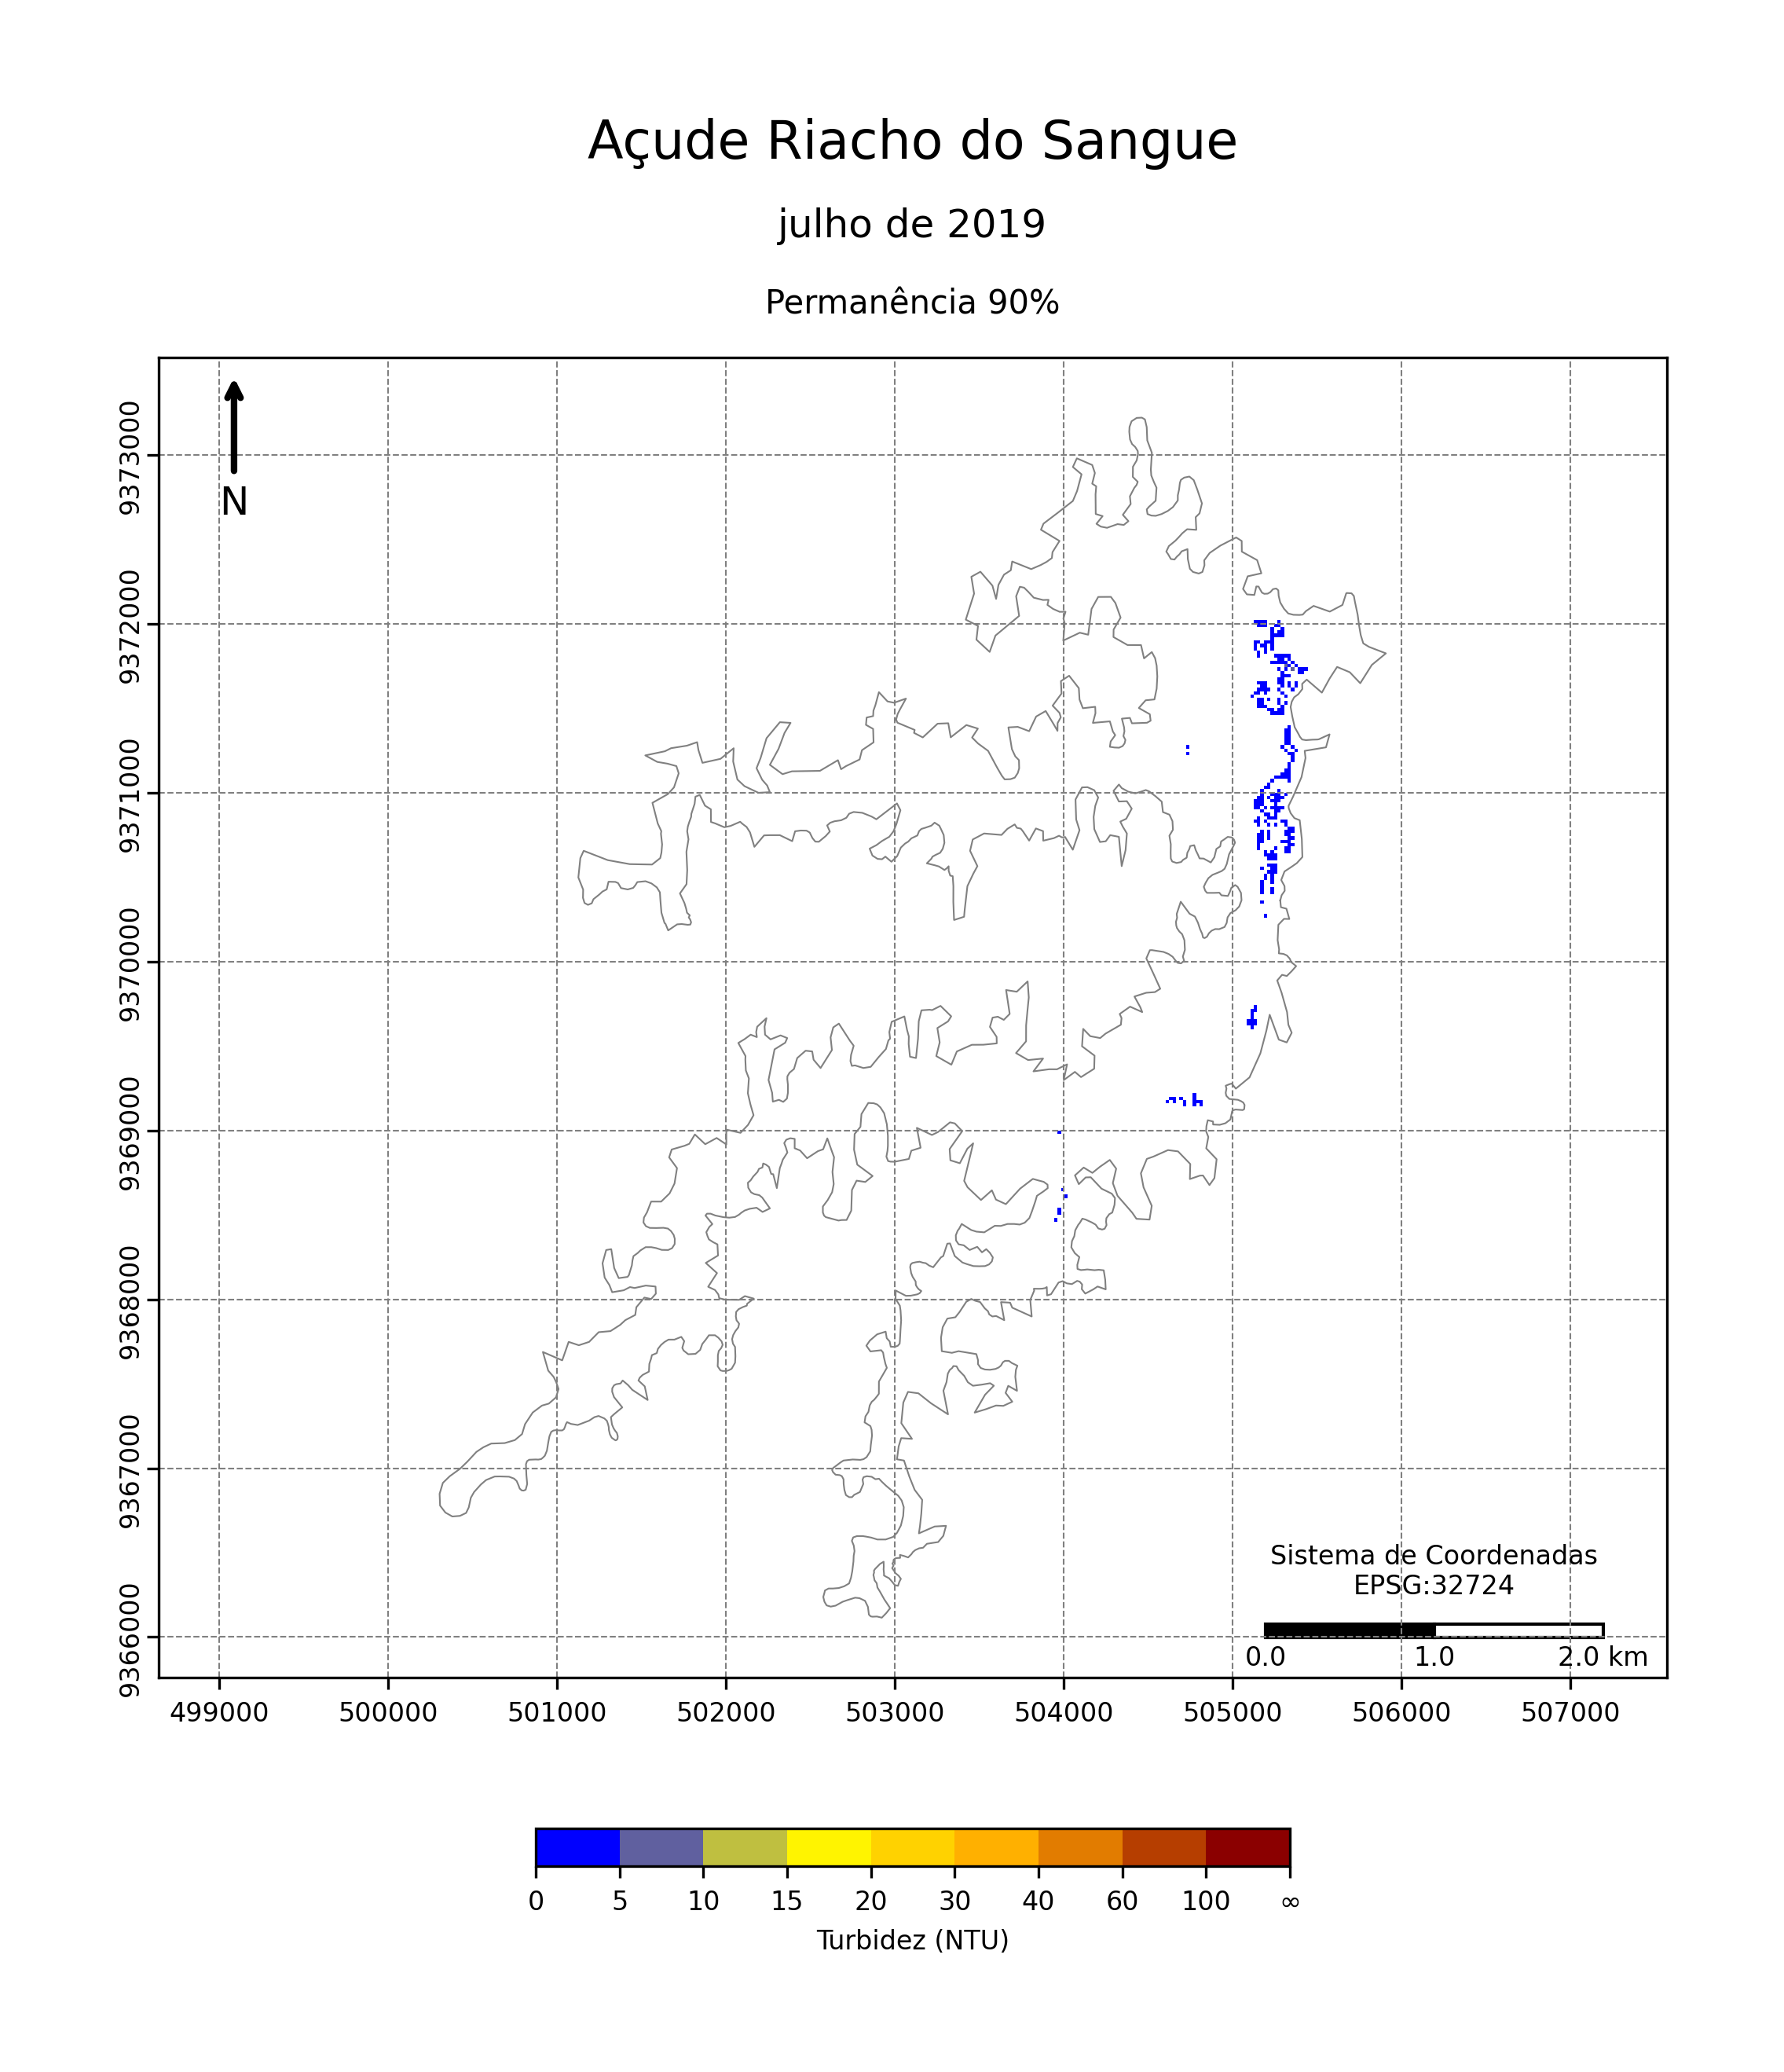 Açude Riacho do Sangue
julho de 2019
Permanência 90%
N
9373000
9372000
9371000
9370000
9369000
9368000
9367000
9366000
Sistema de Coordenadas
EPSG:32724
0.0 1.0 2.0 km
499000 500000 501000 502000 503000 504000 505000 506000 507000
0 5 10 15 20 30 40 60 100 ∞
Turbidez (NTU)